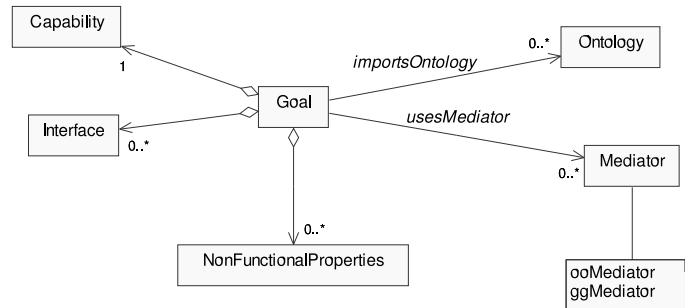 Capability
1
importsOntology
0..*
Ontology
Goal
usesMediator
Interface
0..*
0..*
Mediator
0..*
NonFunctionalProperties
ooMediator
ggMediator